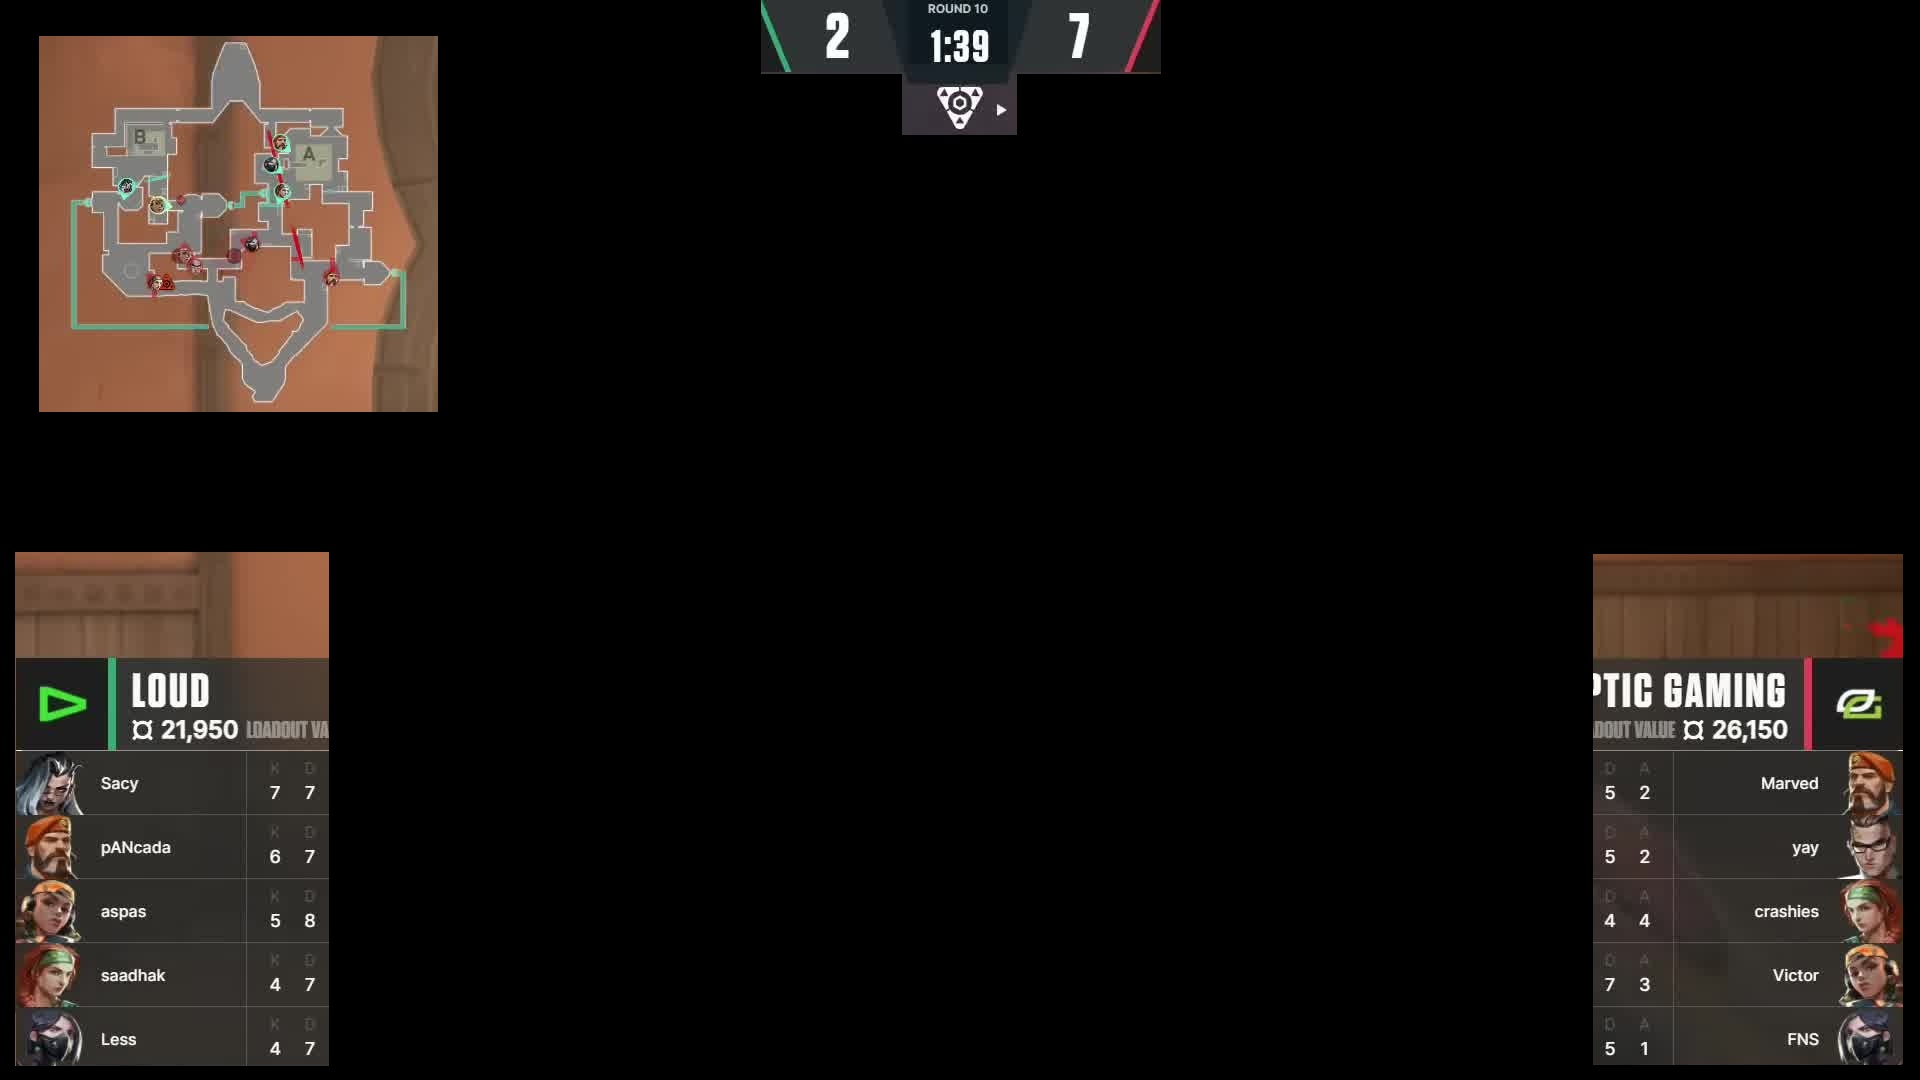 ROUND 10
2
1:39
7
B
A
LOUD
21,950 LOADOUT VA
K D
Sacy 7 7
K D
pANcada 6 7
K D
aspas 5 8
K D
saadhak 4 7
K D
Less 4 7
PTIC GAMING
DOUT VALUE 26,150
D A
5 2 Marved
D A
5 2 yay
D A
4 4 crashies
D A
7 3 Victor
D A
5 1 FNS